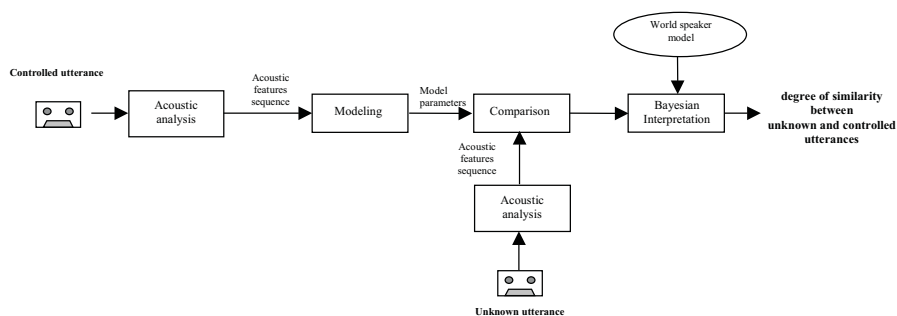 World speaker
model
Controlled utterance
Acoustic
features
sequence
Model
parameters
Acoustic
analysis
Modeling
Comparison
Bayesian
Interpretation
degree of similarity
between
unknown and controlled
utterances
Acoustic
features
sequence
Acoustic
analysis
Unknown utterance